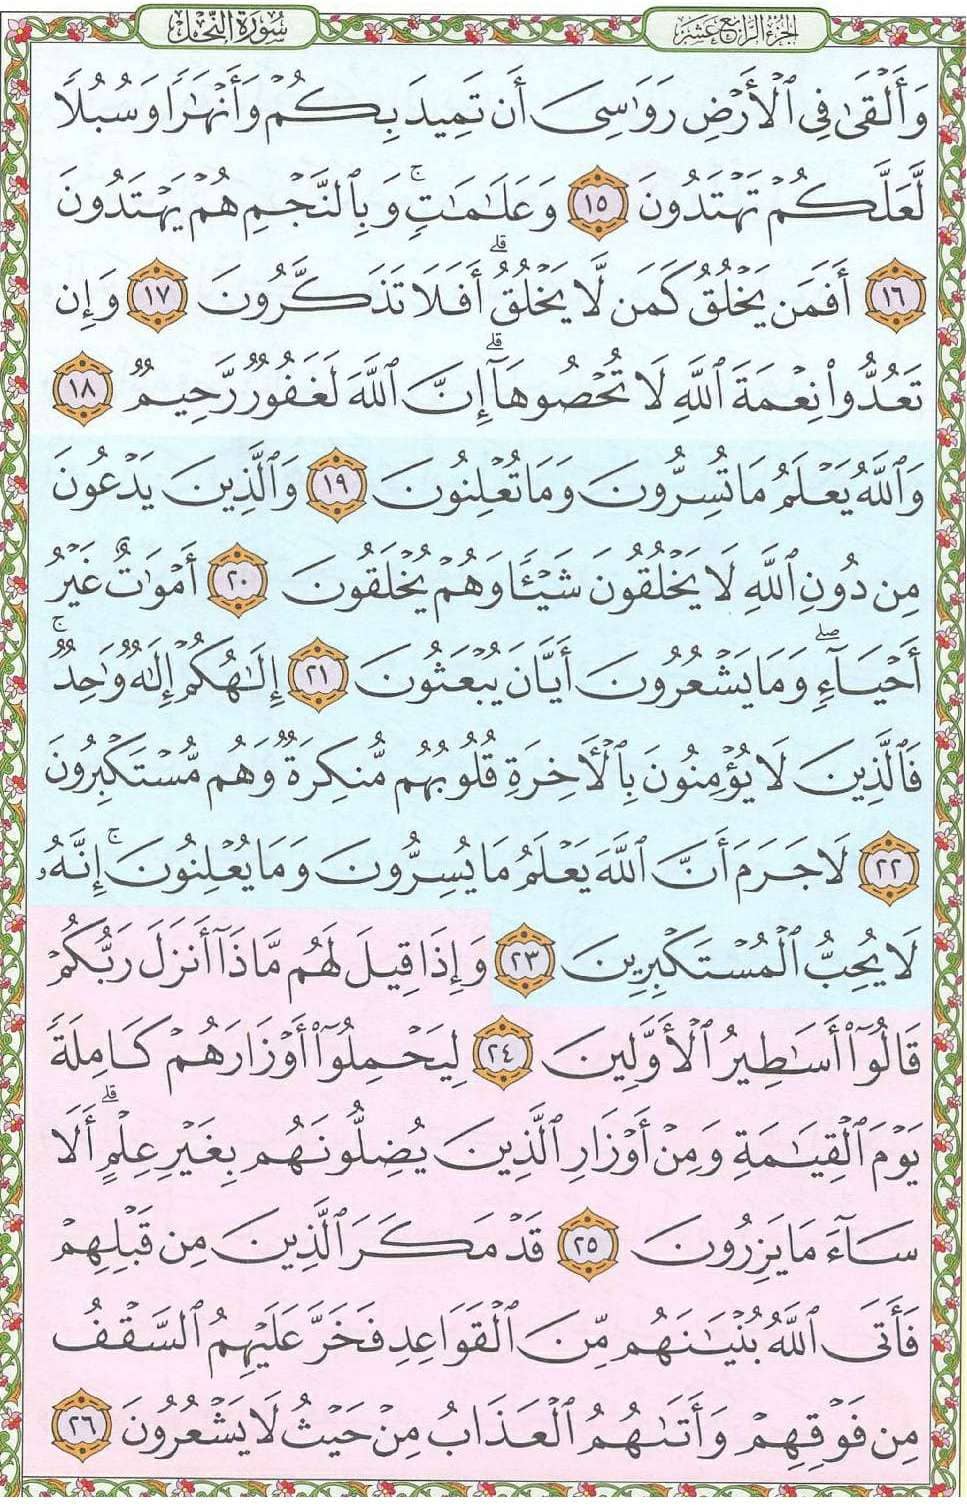 الجزء الرابع عشر
سورة النحل
وَأَلْقَىٰ فِى ٱلْأَرْضِ رَوَٰسِىَ أَن تَمِيدَ بِكُمْ وَأَنْهَٰرًا وَسُبُلًا
لَّعَلَّكُمْ تَهْتَدُونَ ١٥ وَعَلَٰمَٰتٍ ۚ وَبِٱلنَّجْمِ هُمْ يَهْتَدُونَ
١٦ أَفَمَن يَخْلُقُ كَمَن لَّا يَخْلُقُ ۗ أَفَلَا تَذَكَّرُونَ ١٧ وَإِن
تَعُدُّوا۟ نِعْمَةَ ٱللَّهِ لَا تُحْصُوهَآ ۗ إِنَّ ٱللَّهَ لَغَفُورٌ رَّحِيمٌ ١٨
وَٱللَّهُ يَعْلَمُ مَا تُسِرُّونَ وَمَا تُعْلِنُونَ ١٩ وَٱلَّذِينَ يَدْعُونَ
مِن دُونِ ٱللَّهِ لَا يَخْلُقُونَ شَيْـًٔا وَهُمْ يُخْلَقُونَ ٢٠ أَمْوَٰتٌ غَيْرُ
أَحْيَآءٍ ۖ وَمَا يَشْعُرُونَ أَيَّانَ يُبْعَثُونَ ٢١ إِلَٰهُكُمْ إِلَٰهٌ وَٰحِدٌ ۚ
فَٱلَّذِينَ لَا يُؤْمِنُونَ بِٱلْـَٔاخِرَةِ قُلُوبُهُم مُّنكِرَةٌ وَهُم مُّسْتَكْبِرُونَ
٢٢ لَا جَرَمَ أَنَّ ٱللَّهَ يَعْلَمُ مَا يُسِرُّونَ وَمَا يُعْلِنُونَ ۚ إِنَّهُۥ
لَا يُحِبُّ ٱلْمُسْتَكْبِرِينَ ٢٣ وَإِذَا قِيلَ لَهُم مَّاذَآ أَنزَلَ رَبُّكُمْ
قَالُوٓا۟ أَسَٰطِيرُ ٱلْأَوَّلِينَ ٢٤ لِيَحْمِلُوٓا۟ أَوْزَارَهُمْ كَامِلَةً
يَوْمَ ٱلْقِيَٰمَةِ وَمِنْ أَوْزَارِ ٱلَّذِينَ يُضِلُّونَهُم بِغَيْرِ عِلْمٍ ۗ أَلَا
سَآءَ مَا يَزِرُونَ ٢٥ قَدْ مَكَرَ ٱلَّذِينَ مِن قَبْلِهِمْ
فَأَتَى ٱللَّهُ بُنْيَٰنَهُم مِّنَ ٱلْقَوَاعِدِ فَخَرَّ عَلَيْهِمُ ٱلسَّقْفُ
مِن فَوْقِهِمْ وَأَتَىٰهُمُ ٱلْعَذَابُ مِنْ حَيْثُ لَا يَشْعُرُونَ ٢٦